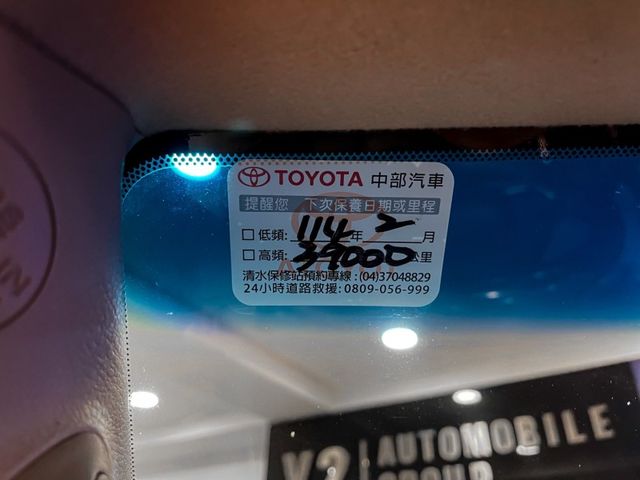 TOYOTA 中部汽車
提醒您 下次保養日期或里程
□低頻: 114 年 2 月
□高頻: 39000 公里
清水保修站預約專線:(04)37048829
24小時道路救援:0809-056-999
AUTOMOBILE
GROUP